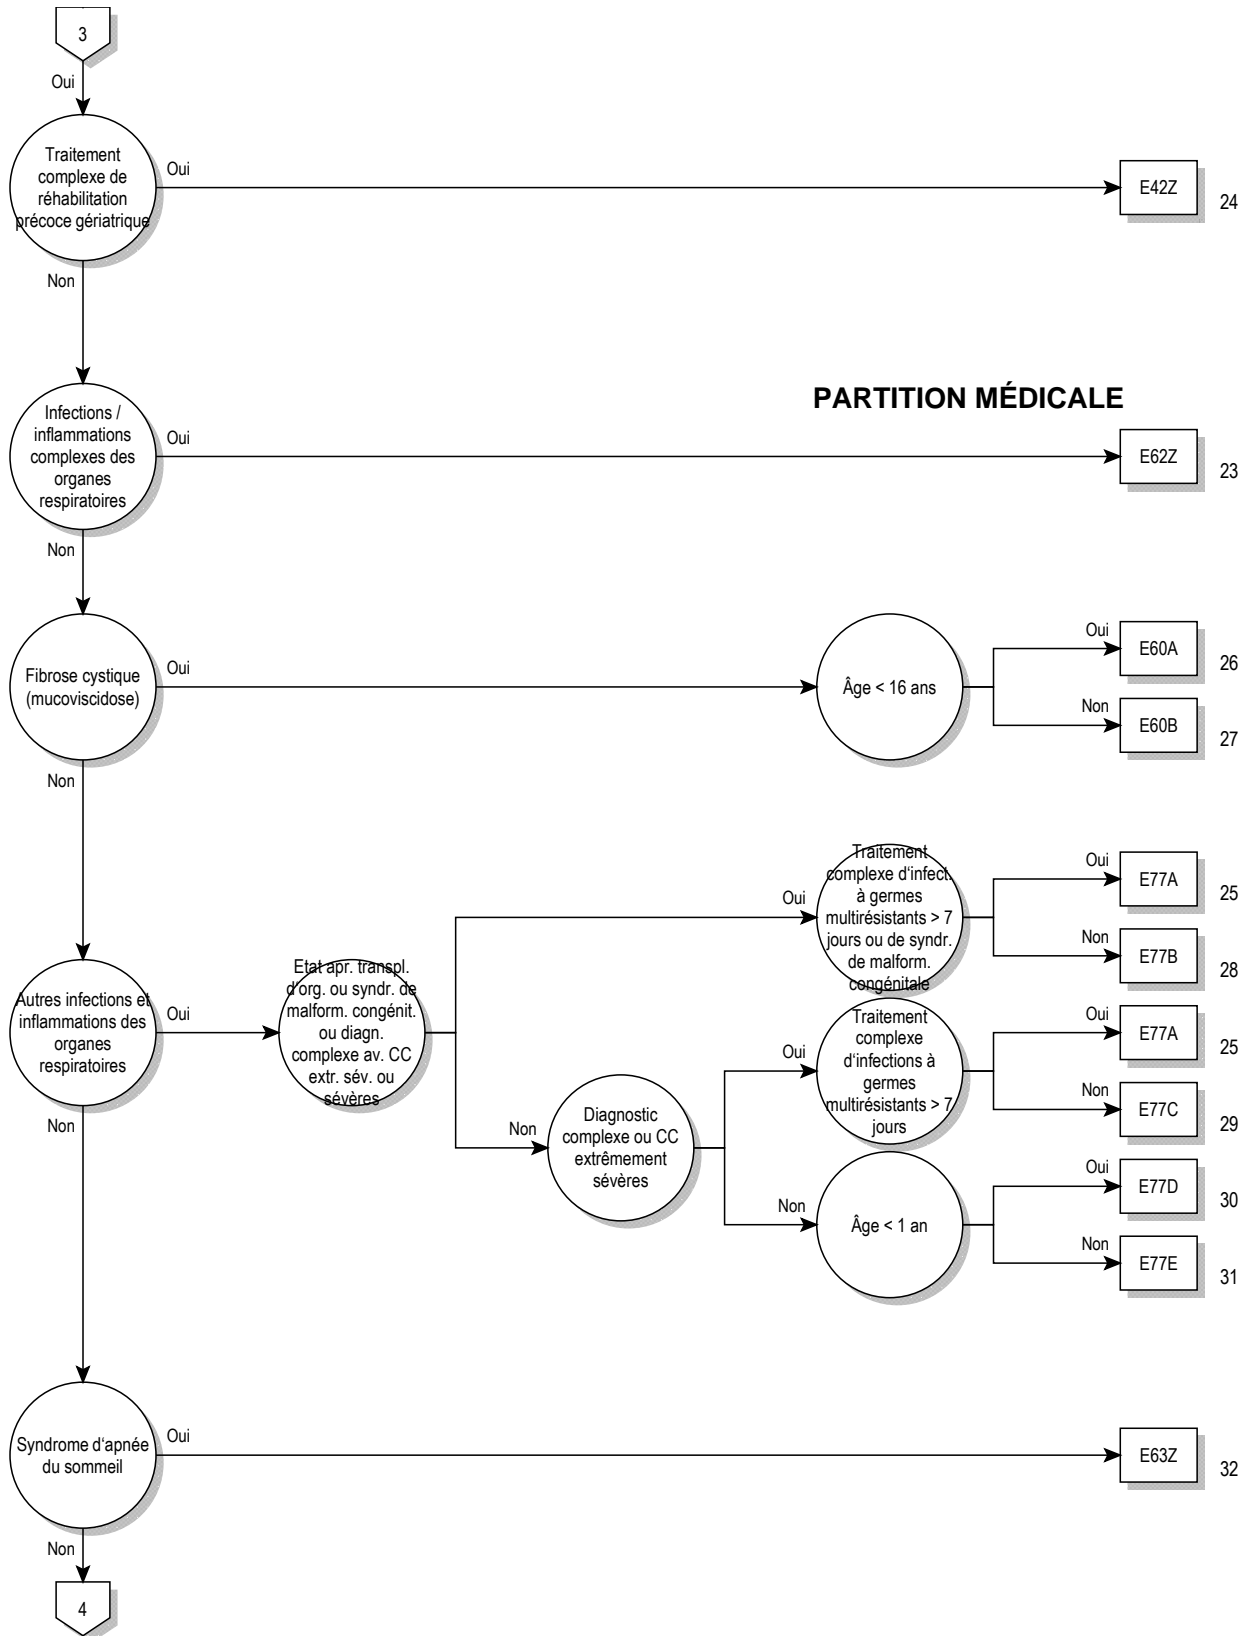 3
Oui
Traitement
complexe de
réhabilitation
précoce gériatrique
Oui
E42Z
24
Non
PARTITION MÉDICALE
Infections /
inflammations
complexes des
organes
respiratoires
Oui
E62Z
23
Non
Fibrose cystique
(mucoviscidose)
Oui
Âge < 16 ans
Oui
E60A
26
Non
E60B
27
Non
Autres infections et
inflammations des
organes
respiratoires
Oui
Etat apr. transpl.
d'org. ou syndr. de
malform. congénit.
ou diagn.
complexe av. CC
extr. sév. ou
sévères
Oui
Traitement
complexe d'infect.
à germes
multirésistants > 7
jours ou de syndr.
de malform.
congénitale
Oui
E77A
25
Non
E77B
28
Non
Diagnostic
complexe ou CC
extrêmement
sévères
Oui
Traitement
complexe
d'infections à
germes
multirésistants > 7
jours
Oui
E77A
25
Non
E77C
29
Non
Âge < 1 an
Oui
E77D
30
Non
E77E
31
Non
Syndrome d'apnée
du sommeil
Oui
E63Z
32
Non
4